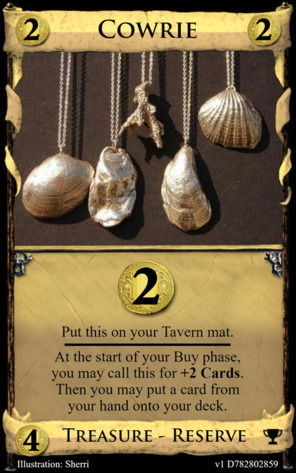 2 COWRIE 2
2
Put this on your Tavern mat.
At the start of your Buy phase,
you may call this for +2 Cards.
Then you may put a card from
your hand onto your deck.
4 TREASURE - RESERVE
Illustration: Sherri v1 D782802859